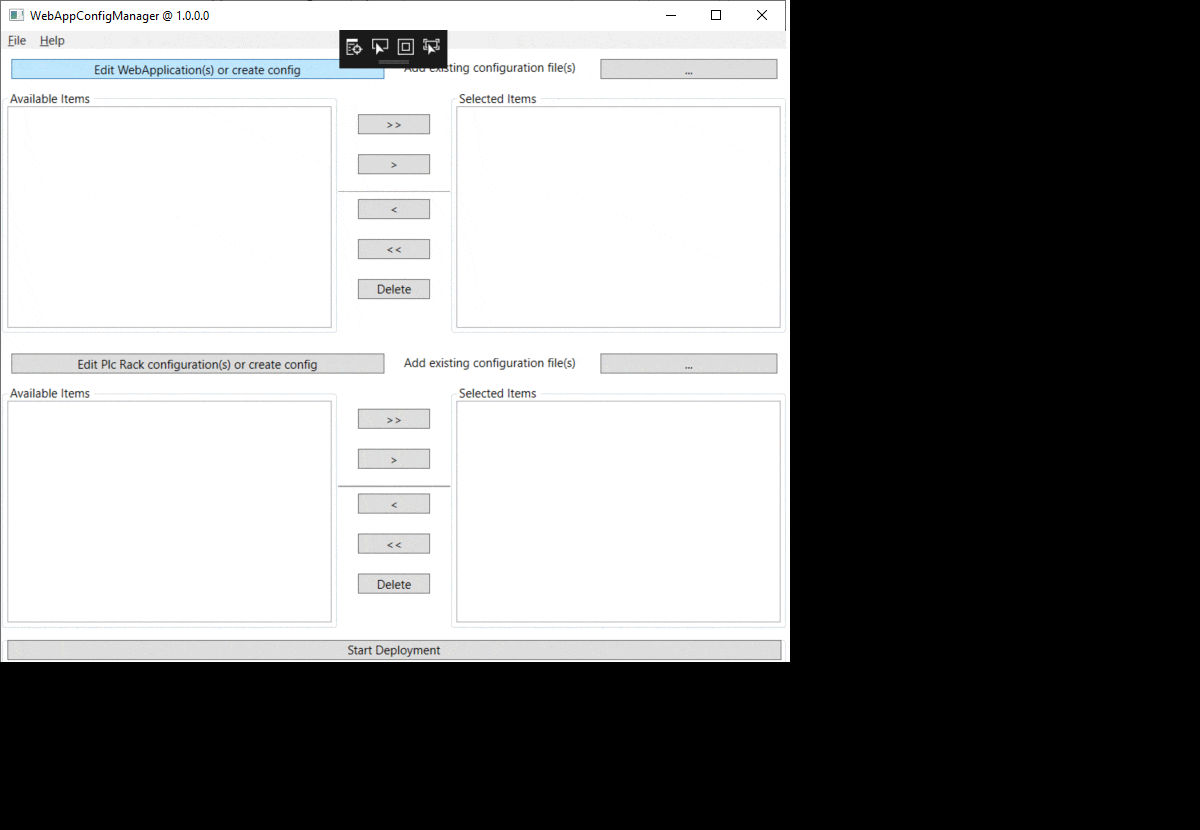 WebAppConfigManager @ 1.0.0.0
File Help
Edit WebApplication(s) or create config
Add existing configuration file(s)
...
Available Items
Selected Items
>>
>
<
<<
Delete
Edit Plc Rack configuration(s) or create config
Add existing configuration file(s)
...
Available Items
Selected Items
>>
>
<
<<
Delete
Start Deployment